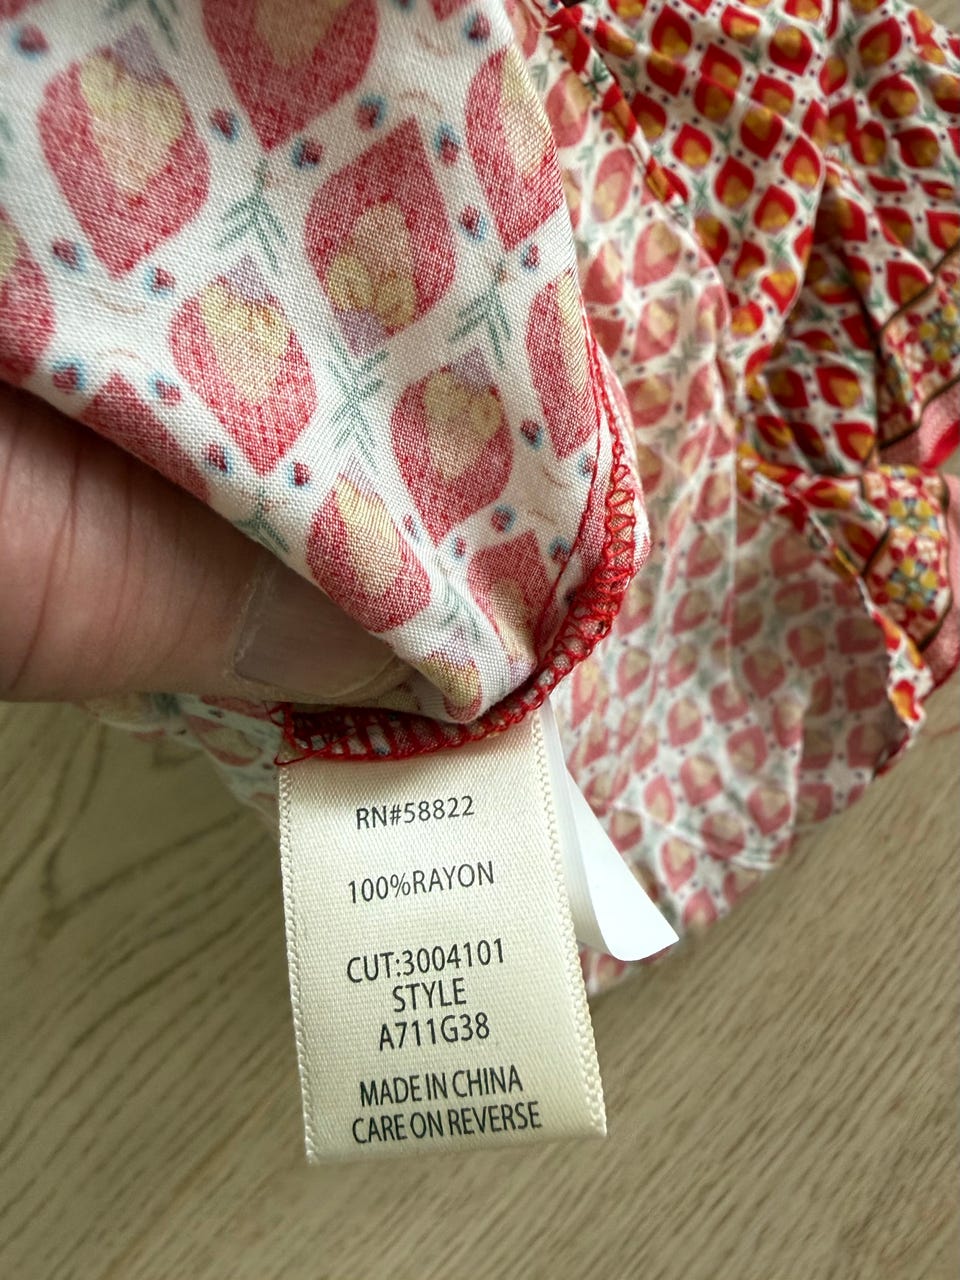 RN#58822
100%RAYON
CUT:3004101
STYLE
A711G38
MADE IN CHINA
CARE ON REVERSE